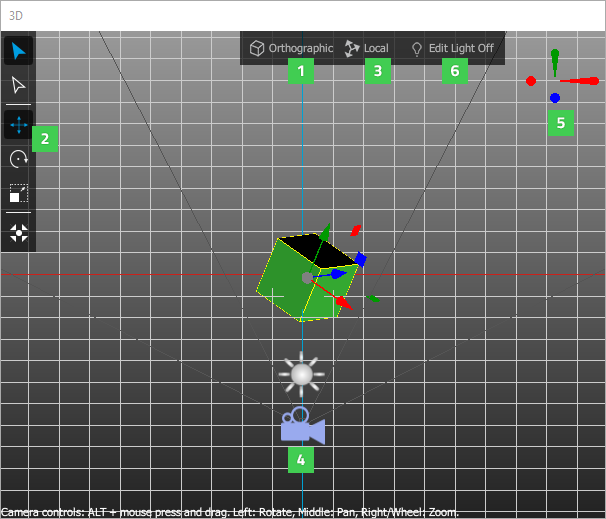 3D
Orthographic Local Edit Light Off
1 3 6
2
5
4
Camera controls: ALT + mouse press and drag. Left: Rotate, Middle: Pan, Right/Wheel: Zoom.